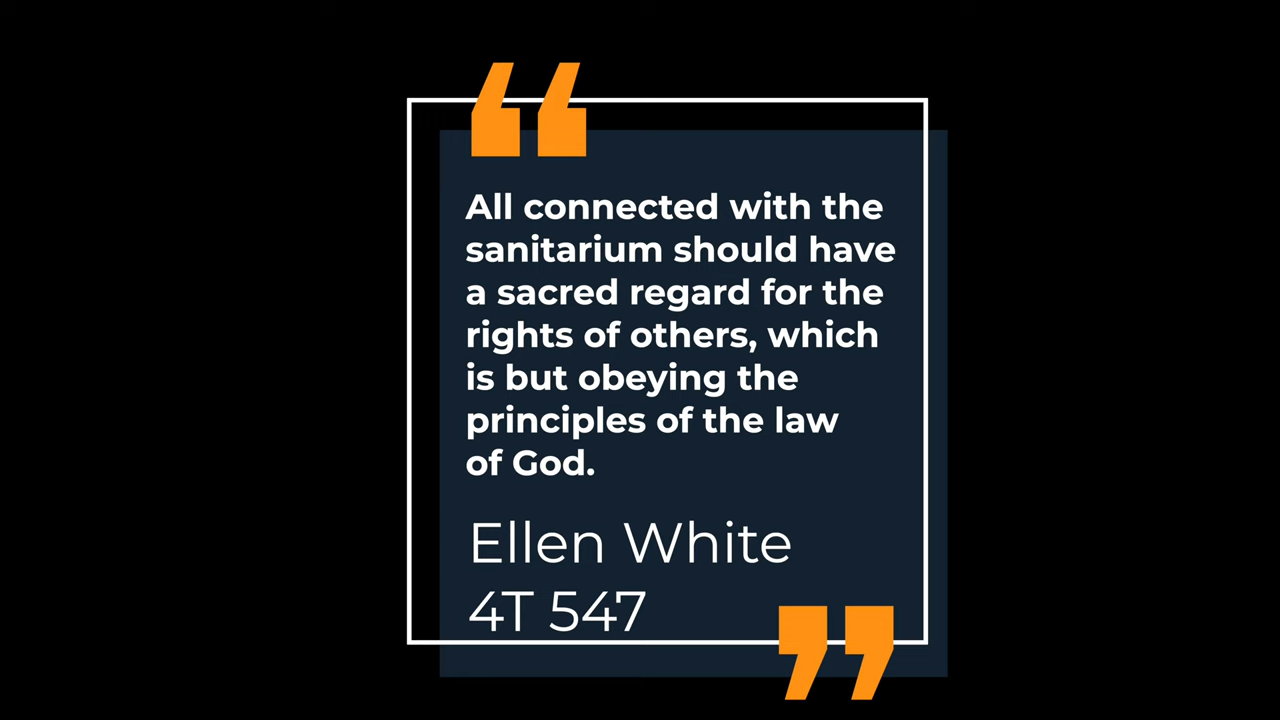 “
All connected with the
sanitarium should have
a sacred regard for the
rights of others, which
is but obeying the
principles of the law
of God.
Ellen White
4T 547
”